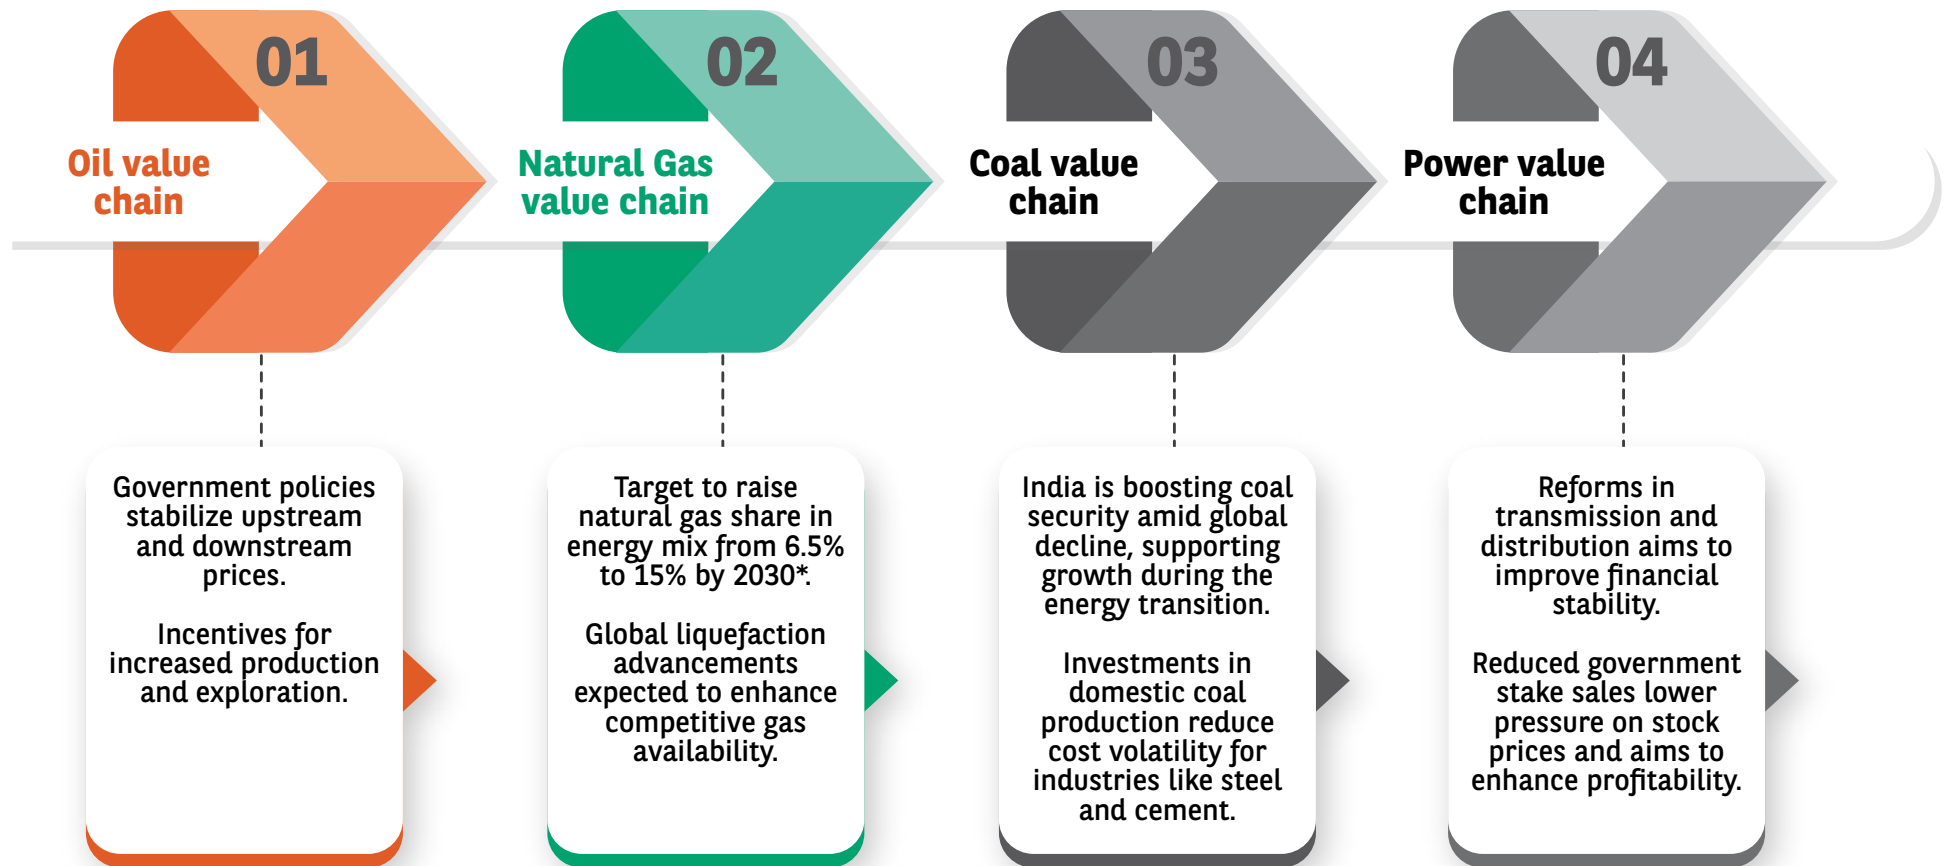 01
Oil value
chain
Government policies
stabilize upstream
and downstream
prices.
Incentives for
increased production
and exploration.
02
Natural Gas
value chain
Target to raise
natural gas share in
energy mix from 6.5%
to 15% by 2030*.
Global liquefaction
advancements
expected to enhance
competitive gas
availability.
03
Coal value
chain
India is boosting coal
security amid global
decline, supporting
growth during the
energy transition.
Investments in
domestic coal
production reduce
cost volatility for
industries like steel
and cement.
04
Power value
chain
Reforms in
transmission and
distribution aims to
improve financial
stability.
Reduced government
stake sales lower
pressure on stock
prices and aims to
enhance profitability.